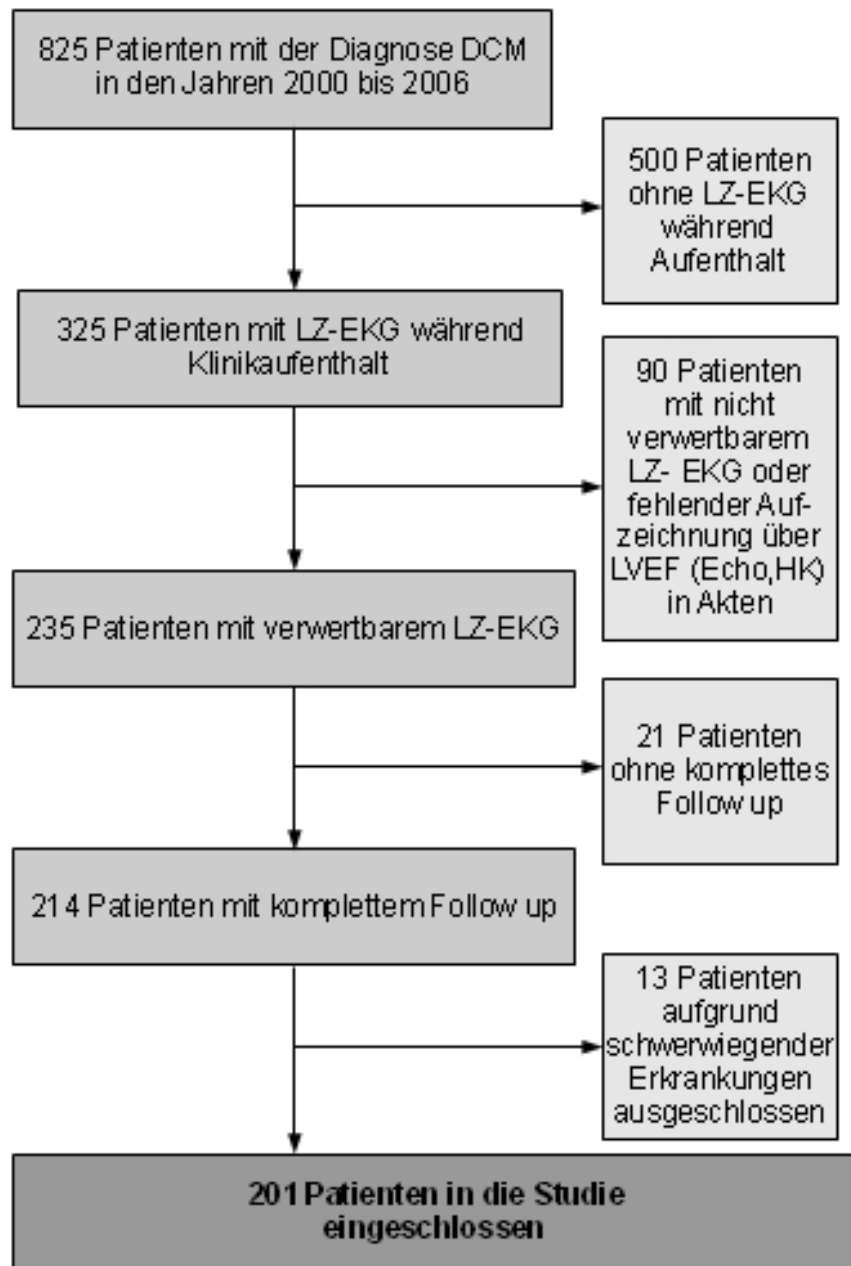 825 Patienten mit der Diagnose DCM
in den Jahren 2000 bis 2006
500 Patienten
ohne LZ-EKG
während
Aufenthalt
325 Patienten mit LZ-EKG während
Klinikaufenthalt
90 Patienten
mit nicht
verwertbarem
LZ- EKG oder
fehlender Auf-
zeichnung über
LVEF (Echo,HK)
in Akten
235 Patienten mit verwertbarem LZ-EKG
21 Patienten
ohne komplettes
Follow up
214 Patienten mit komplettem Follow up
13 Patienten
aufgrund
schwerwiegender
Erkrankungen
ausgeschlossen
201 Patienten in die Studie
eingeschlossen